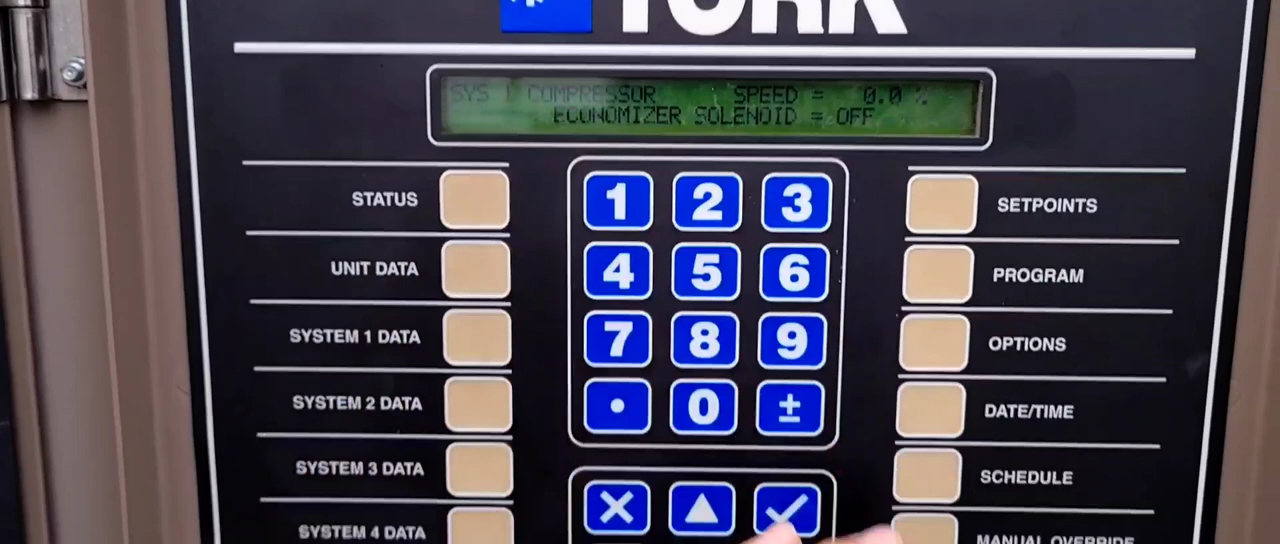 YORK
SYS 1 COMPRESSOR SPEED = 0.0 %
ECONOMIZER SOLENOID = OFF
STATUS
1 2 3
SETPOINTS
UNIT DATA
4 5 6
PROGRAM
SYSTEM 1 DATA
7 8 9
OPTIONS
SYSTEM 2 DATA
• 0 ±
DATE/TIME
SYSTEM 3 DATA
SCHEDULE
SYSTEM 4 DATA
MANUAL OVERRIDE